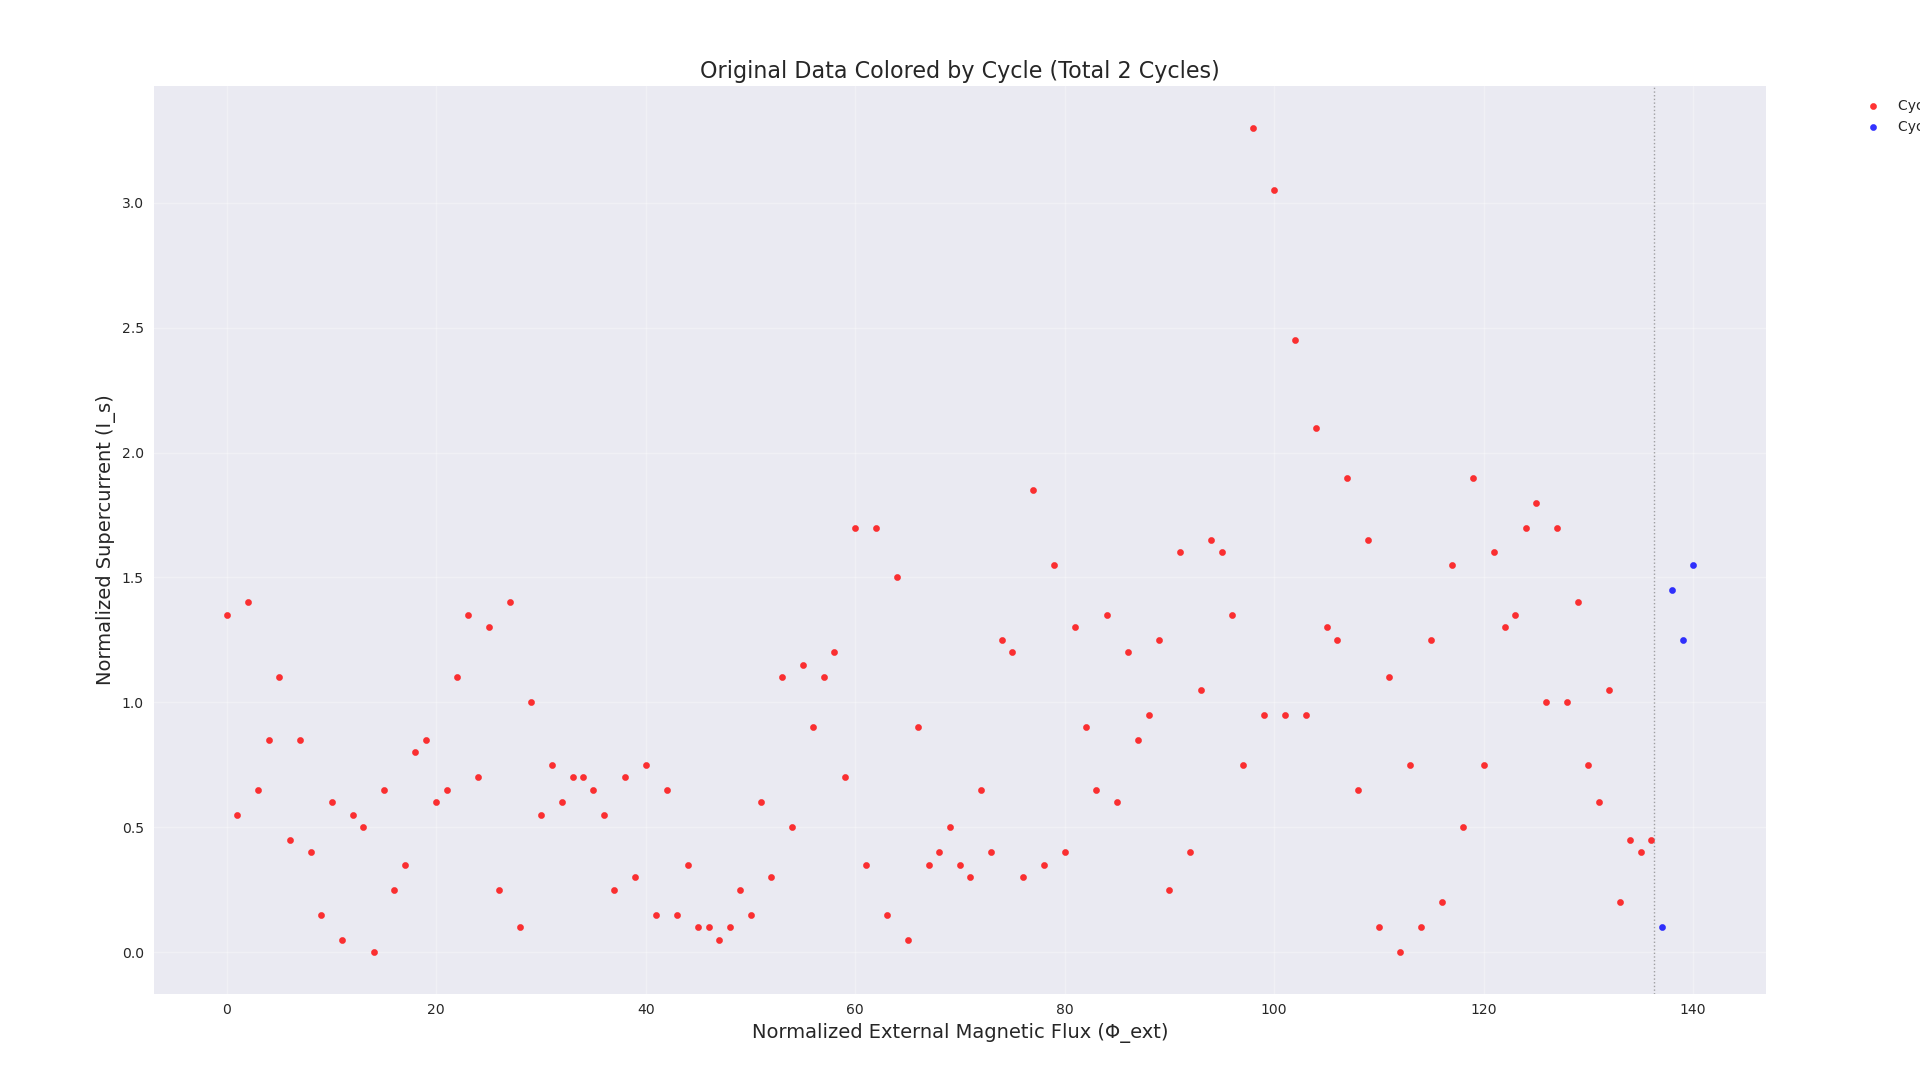 Original Data Colored by Cycle (Total 2 Cycles)
Cyc
Cyc
3.0
2.5
2.0
1.5
1.0
0.5
0.0
Normalized Supercurrent (I_s)
0 20 40 60 80 100 120 140
Normalized External Magnetic Flux (Φ_ext)